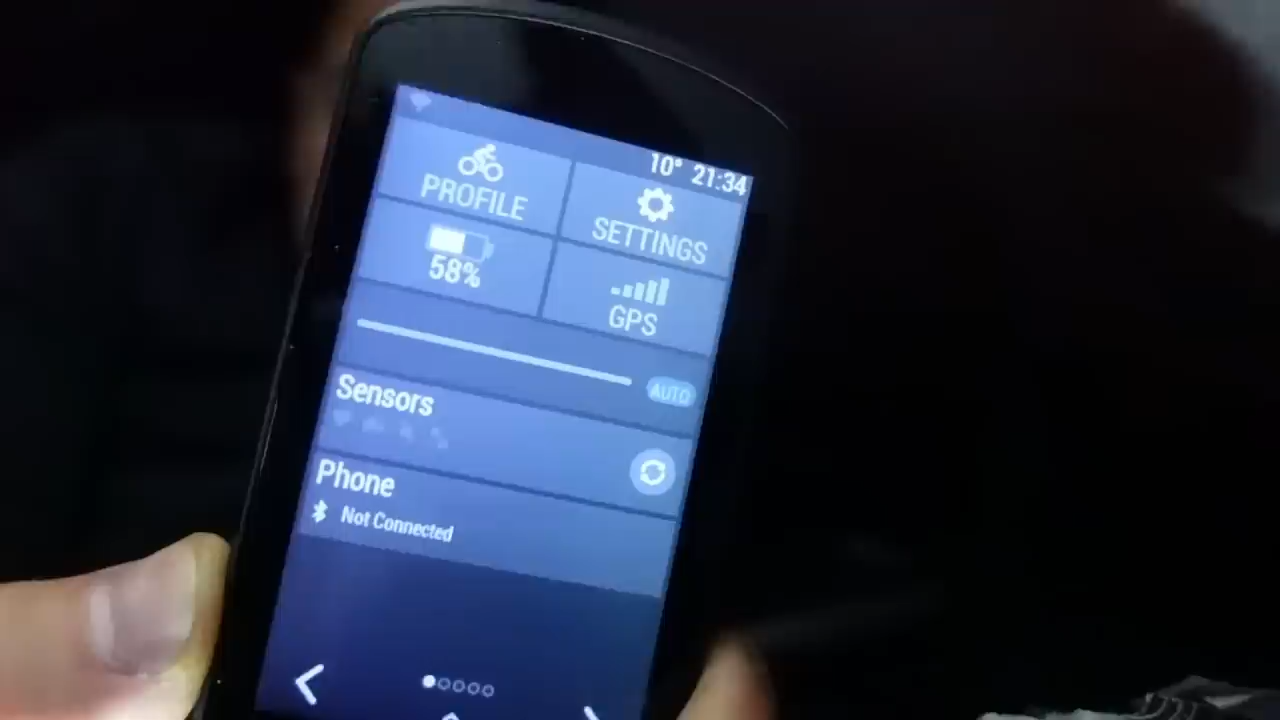 10° 21:34
PROFILE
SETTINGS
58%
GPS
AUTO
Sensors
Phone
Not Connected